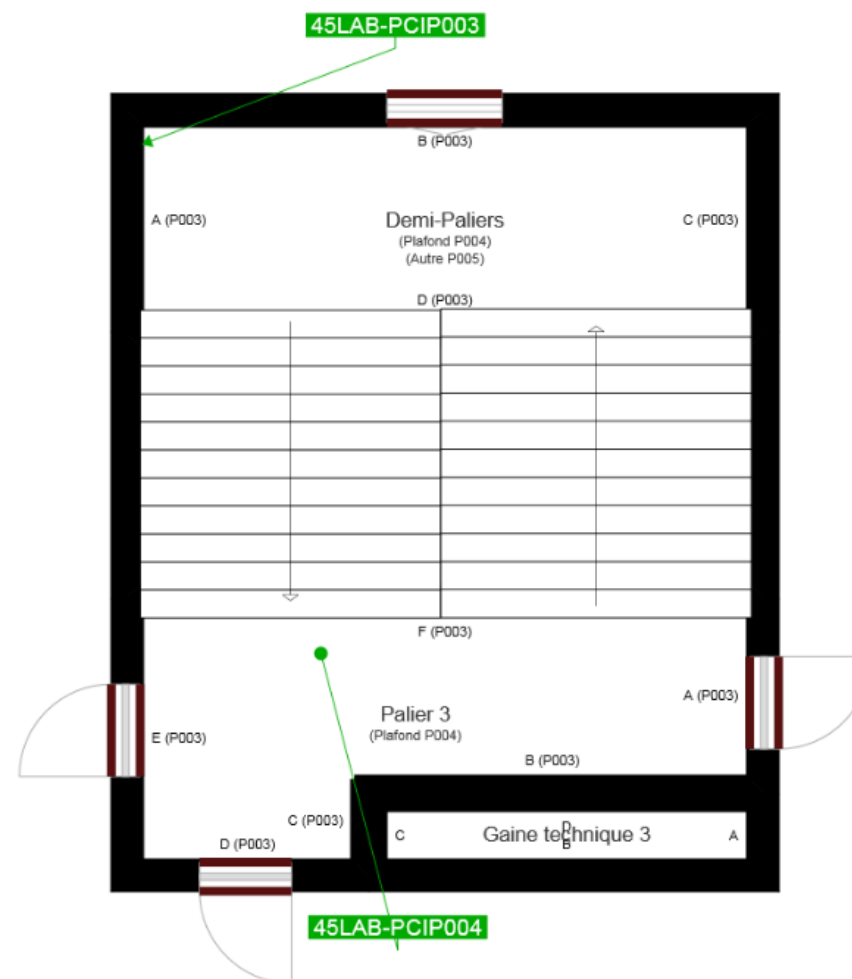 45LAB-PCIP003
B (P003)
A (P003)
Demi-Paliers
C (P003)
(Plafond P004)
(Autre P005)
D (P003)
F (P003)
A (P003)
Palier 3
E (P003)
(Plafond P004)
B (P003)
C (P003)
D
C
Gaine technique 3
A
B
D (P003)
45LAB-PCIP004